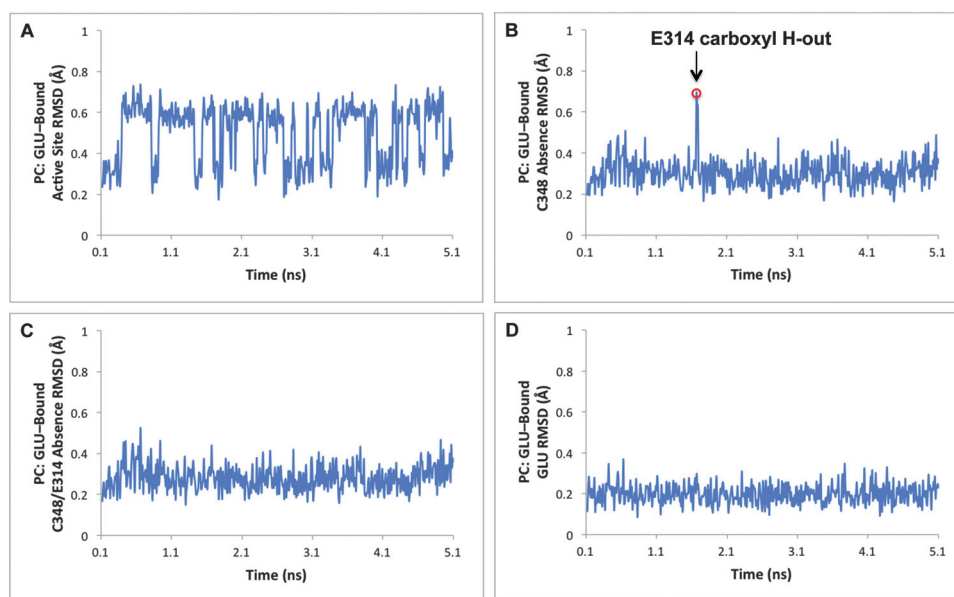 A
PC: GLU–Bound
Active Site RMSD (Å)
1
0.8
0.6
0.4
0.2
0
0.1 1.1 2.1 3.1 4.1 5.1
Time (ns)
B
E314 carboxyl H-out
PC: GLU–Bound
C348 Absence RMSD (Å)
1
0.8
0.6
0.4
0.2
0
0.1 1.1 2.1 3.1 4.1 5.1
Time (ns)
C
PC: GLU–Bound
C348/E314 Absence RMSD (Å)
1
0.8
0.6
0.4
0.2
0
0.1 1.1 2.1 3.1 4.1 5.1
Time (ns)
D
PC: GLU–Bound
GLU RMSD (Å)
1
0.8
0.6
0.4
0.2
0
0.1 1.1 2.1 3.1 4.1 5.1
Time (ns)